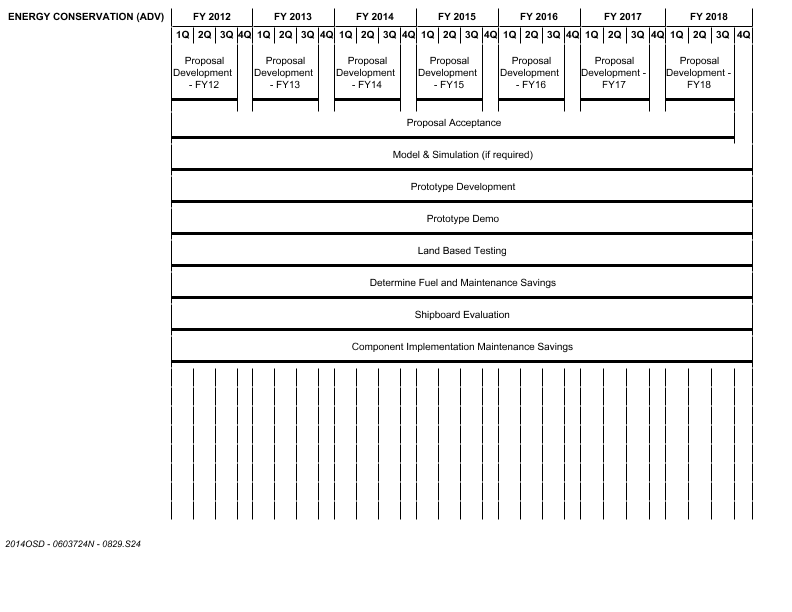 ENERGY CONSERVATION (ADV) FY 2012 FY 2013 FY 2014 FY 2015 FY 2016 FY 2017 FY 2018
1Q 2Q 3Q 4Q 1Q 2Q 3Q 4Q 1Q 2Q 3Q 4Q 1Q 2Q 3Q 4Q 1Q 2Q 3Q 4Q 1Q 2Q 3Q 4Q 1Q 2Q 3Q 4Q
Proposal Proposal Proposal Proposal Proposal Proposal Proposal
Development Development Development Development Development Development - Development -
- FY12 - FY13 - FY14 - FY15 - FY16 FY17 FY18
Proposal Acceptance
Model & Simulation (if required)
Prototype Development
Prototype Demo
Land Based Testing
Determine Fuel and Maintenance Savings
Shipboard Evaluation
Component Implementation Maintenance Savings
2014OSD - 0603724N - 0829.S24